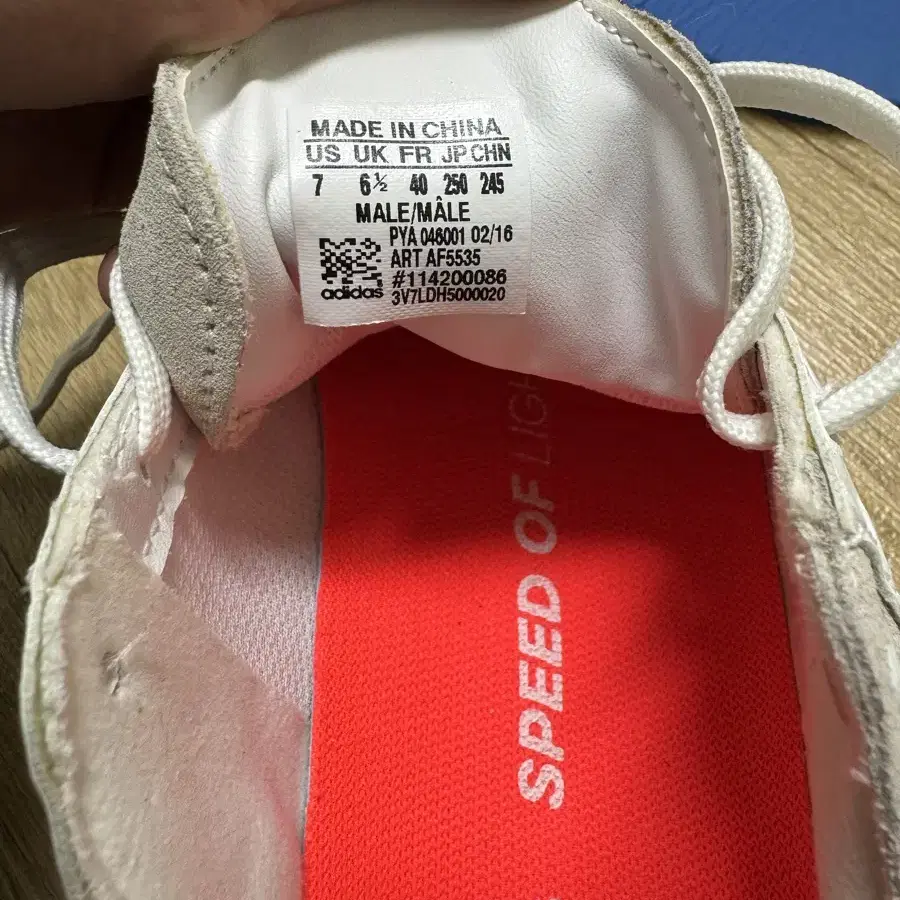 MADE IN CHINA
US UK FR JP CHN
7 6½ 40 250 245
MALE/MÂLE
PYA 046001 02/16
ART AF5535
#114200086
adidas 3V7LDH5000020
SPEED OF LIGH